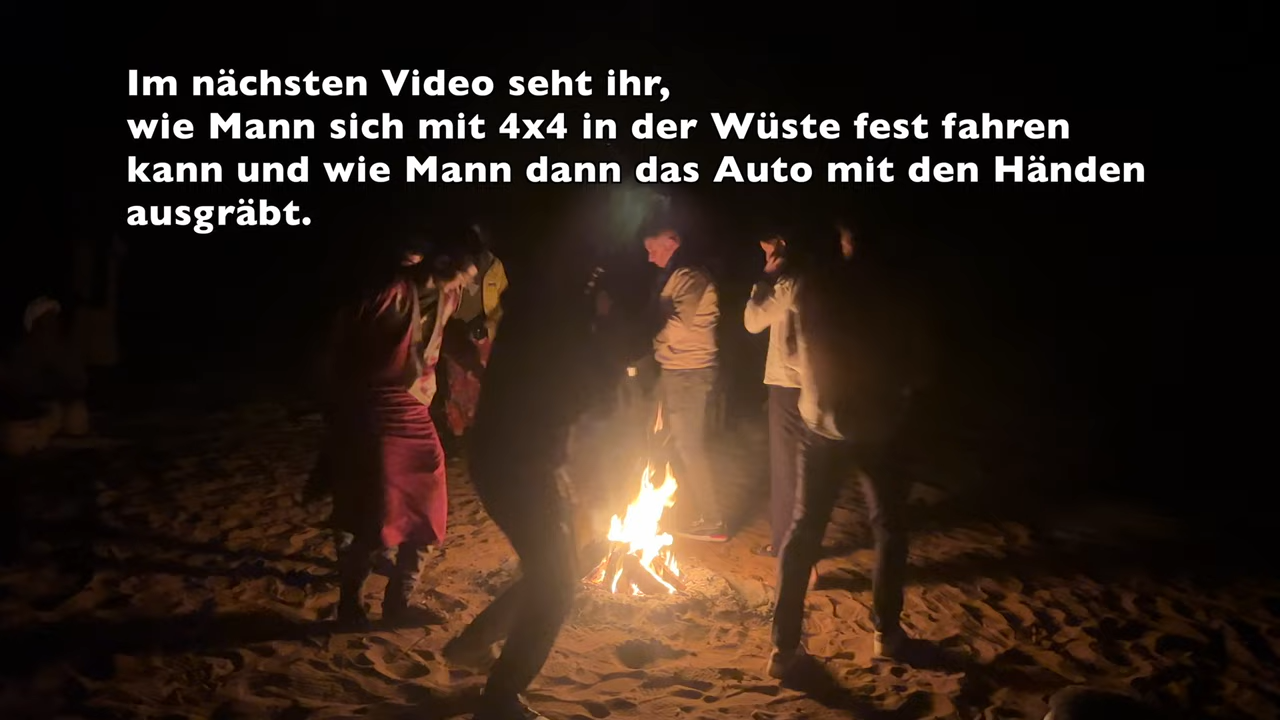 Im nächsten Video seht ihr,
wie Mann sich mit 4x4 in der Wüste fest fahren
kann und wie Mann dann das Auto mit den Händen
ausgräbt.